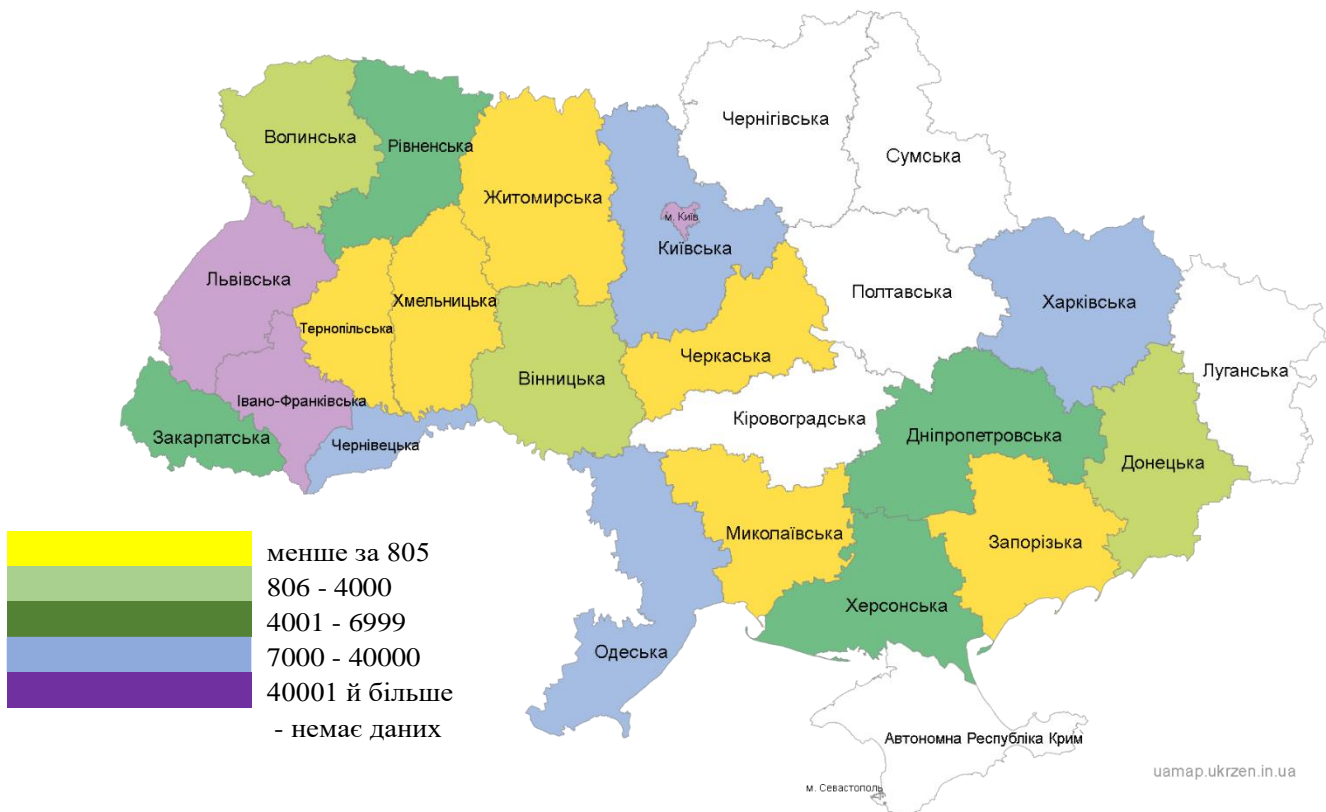 Чернігівська
Сумська
Волинська
Рівненська
Житомирська
м. Київ
Київська
Львівська
Хмельницька
Полтавська
Харківська
Тернопільська
Черкаська
Луганська
Вінницька
Івано-Франківська
Кіровоградська
Закарпатська
Чернівецька
Дніпропетровська
Донецька
Миколаївська
Запорізька
Херсонська
Одеська
Автономна Республіка Крим
м. Севастополь
менше за 805
806 - 4000
4001 - 6999
7000 - 40000
40001 й більше
- немає даних
uamap.ukrzen.in.ua